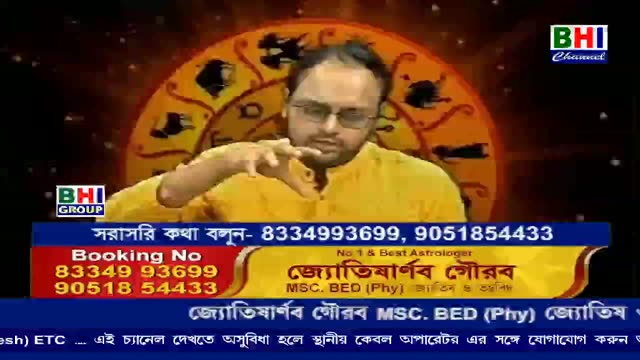 BHI
Channel
BHI
GROUP
সরাসরি কথা বলুন- 8334993699, 9051854433
Booking No
83349 93699
90518 54433
No 1 & Best Astrologer
জ্যোতিষার্ণব গৌরব
MSC. BED (Phy) জ্যোতিষ ও তন্ত্রবিদ
জ্যোতিষার্ণব গৌরব MSC. BED (Phy) জ্যোতিষ
esh) ETC ... এই চ্যানেল দেখতে অসুবিধা হলে স্থানীয় কেবল অপারেটর এর সঙ্গে যোগাযোগ করুন